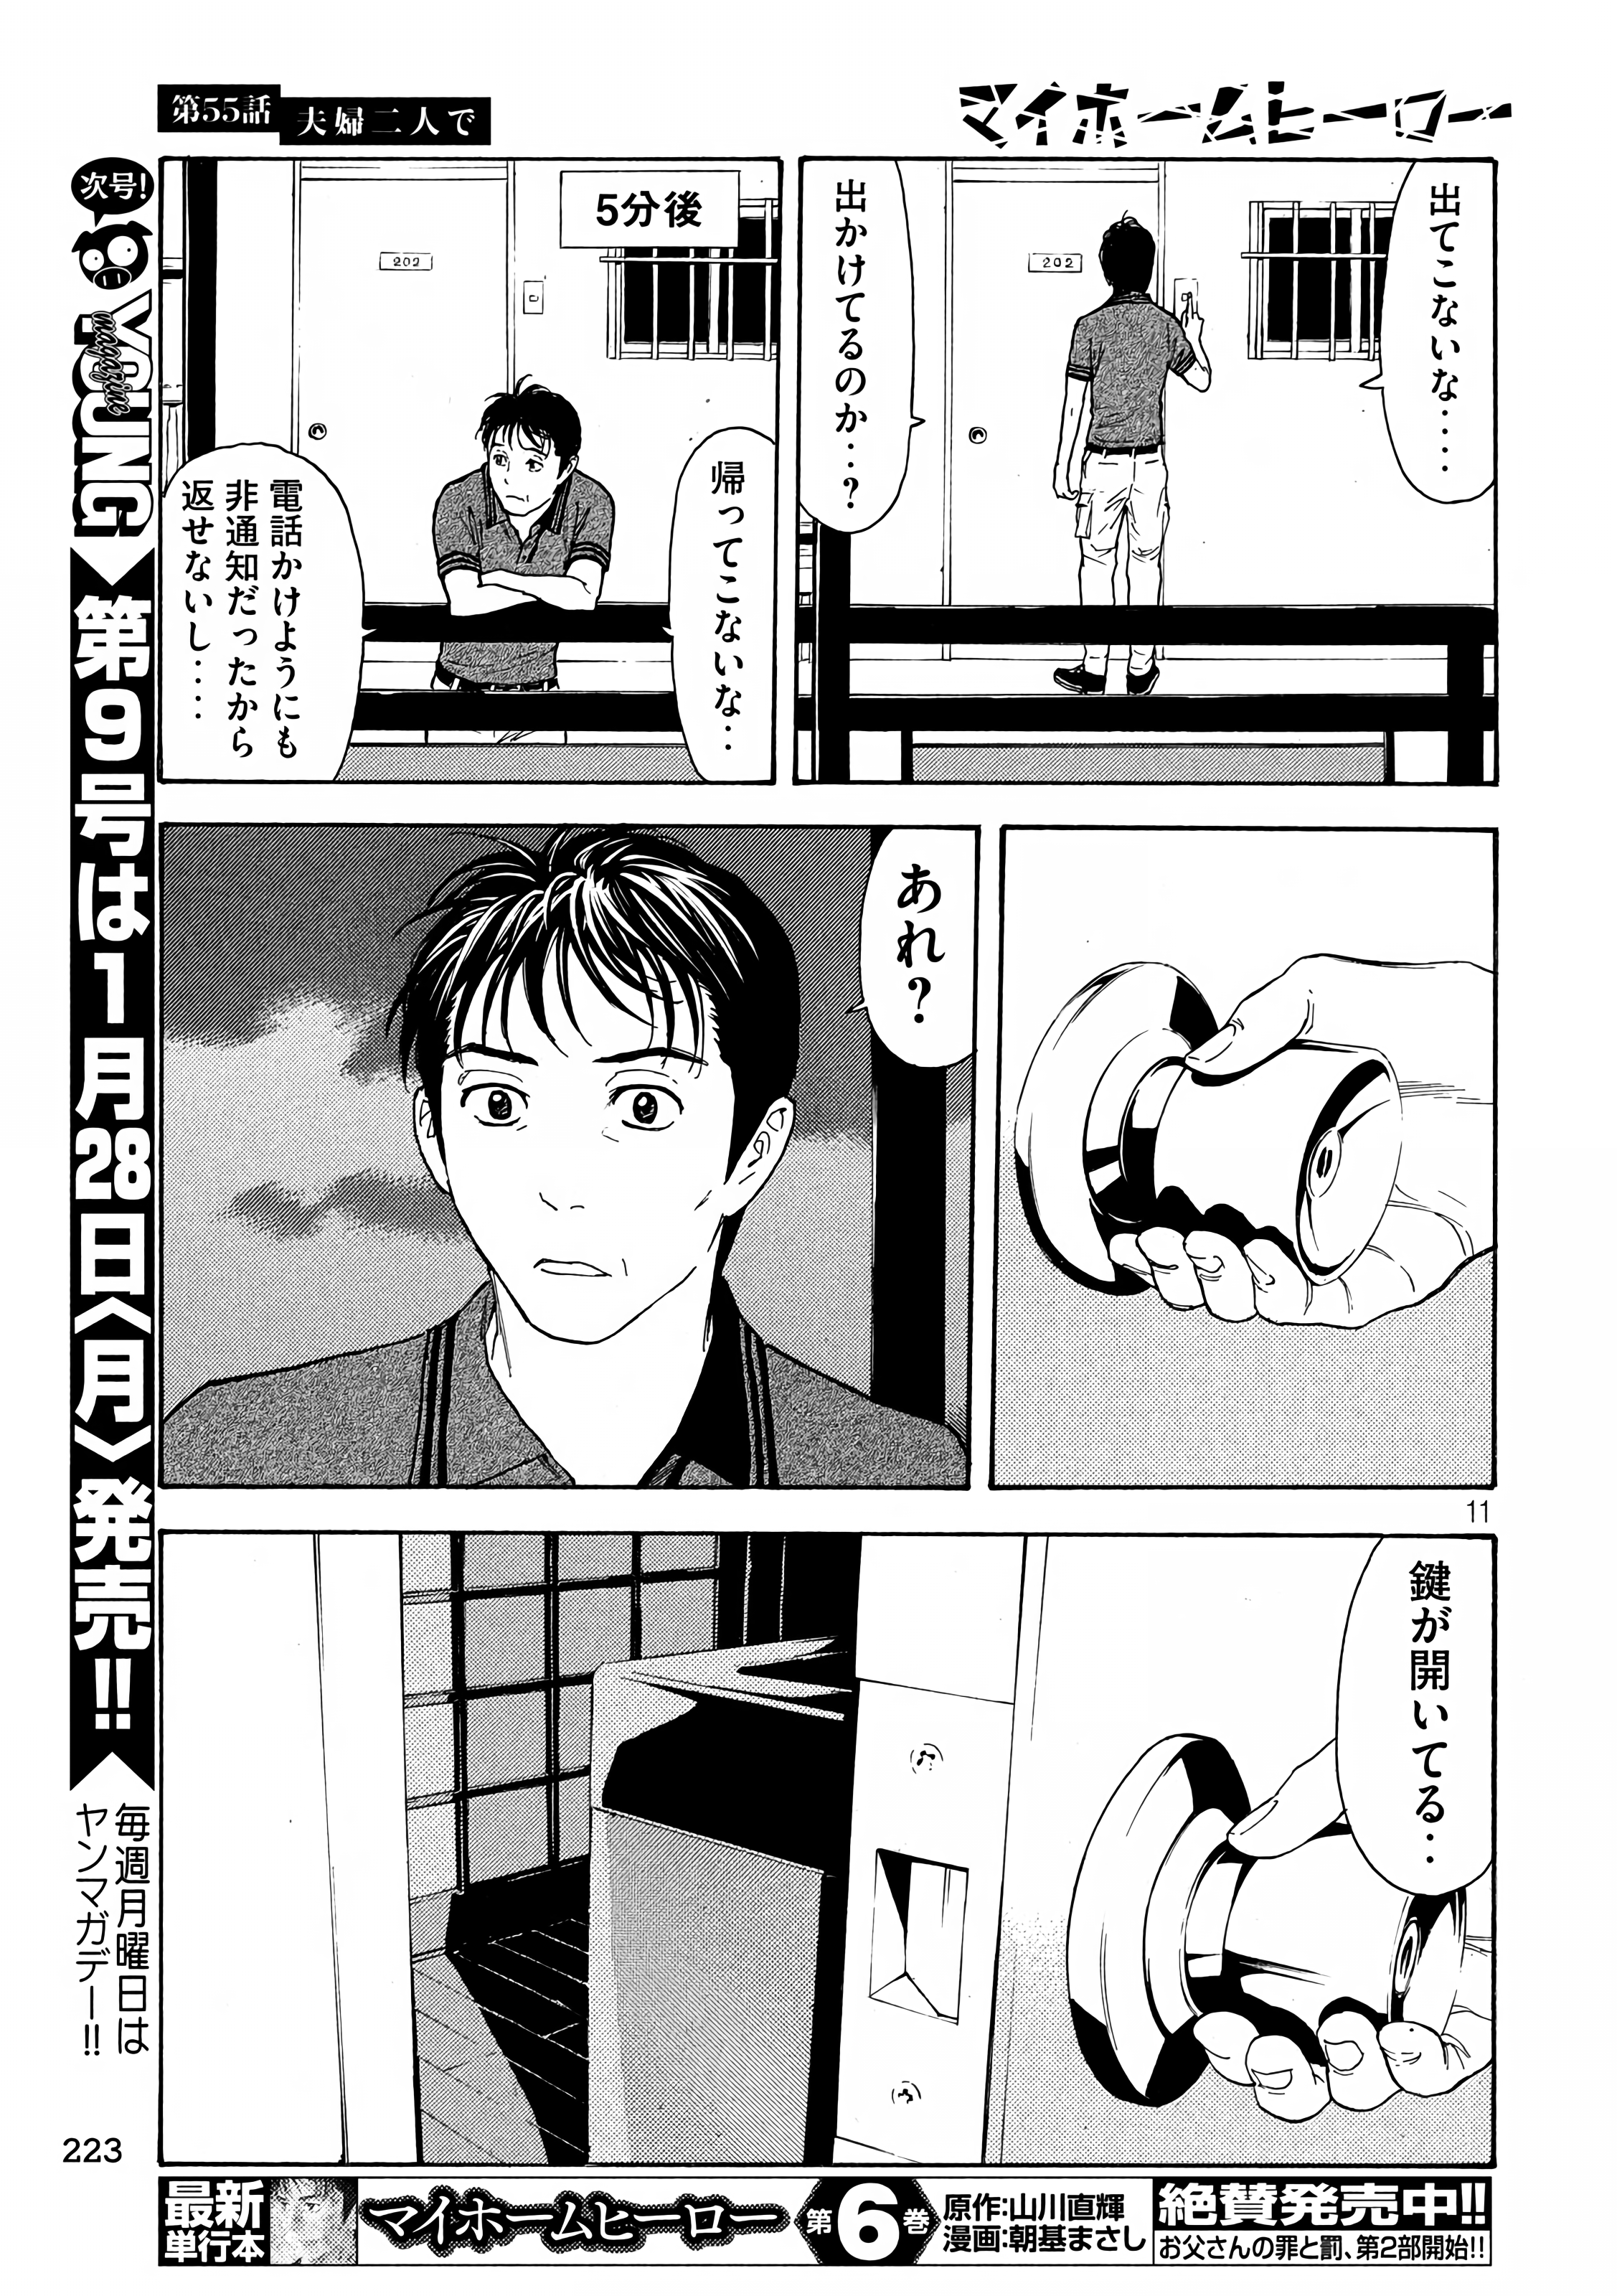 第55話
夫婦二人で
マイホームヒーロー
出てこないな‥‥
202
出かけてるのか‥?
5分後
202
帰ってこないな‥
電話かけようにも
非通知だったから
返せないし‥‥
あれ?
11
鍵が開いてる‥
次号!
YOUNG
magazine
第9号は1月28日〈月〉発売!!
毎週月曜日は
ヤンマガデー!!
223
最新
単行本
マイホームヒーロー
第6巻
原作:山川直輝
漫画:朝基まさし
絶賛発売中!!
お父さんの罪と罰、第2部開始!!